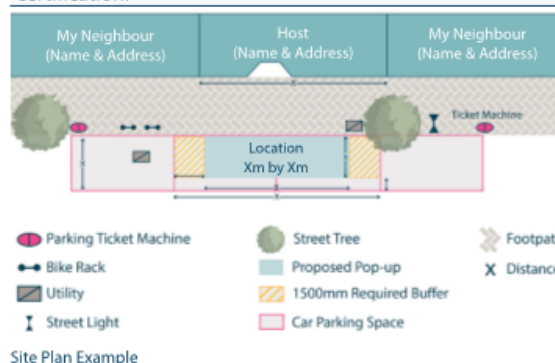 My Neighbour
(Name & Address)
Host
(Name & Address)
My Neighbour
(Name & Address)
X
Ticket Machine
Location
Xm by Xm
Parking Ticket Machine
Street Tree
Footpat
Bike Rack
Proposed Pop-up
X Distanc
Utility
1500mm Required Buffer
Street Light
Car Parking Space
Site Plan Example